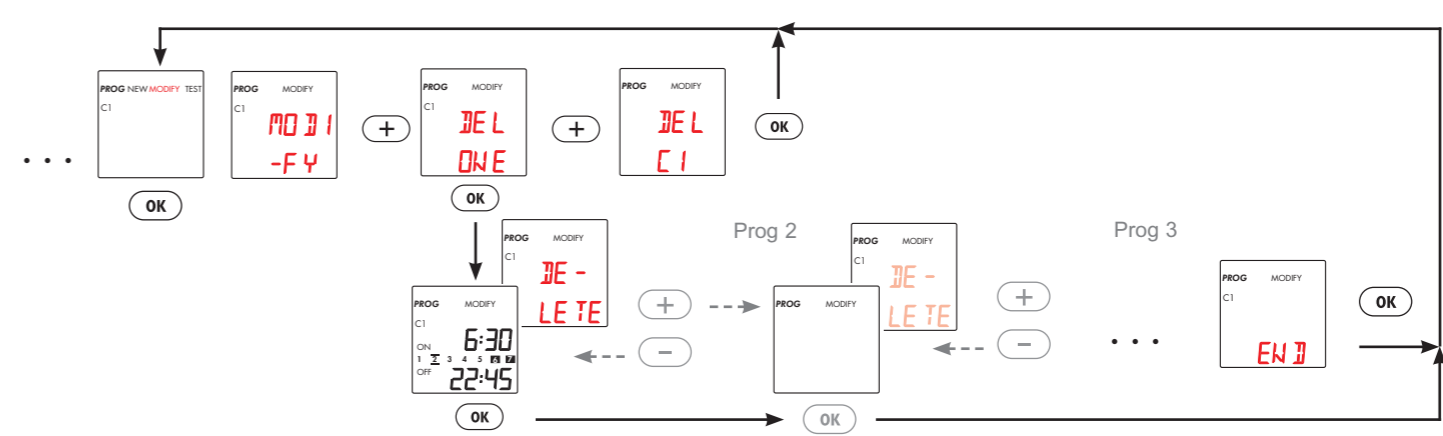 PROG NEW MODIFY TEST
C1
OK
PROG MODIFY
C1
MODI
-FY
+
PROG MODIFY
C1
DEL
ONE
OK
+
PROG MODIFY
DEL
C1
OK
. . .
PROG MODIFY
C1
DE-
LETE
PROG MODIFY
C1
ON 6:30
1 2 3 4 5 6 7
OFF 22:45
OK
+
-
Prog 2
PROG MODIFY
C1
DE-
LETE
PROG MODIFY
OK
+
-
Prog 3
. . .
PROG MODIFY
C1
END
OK